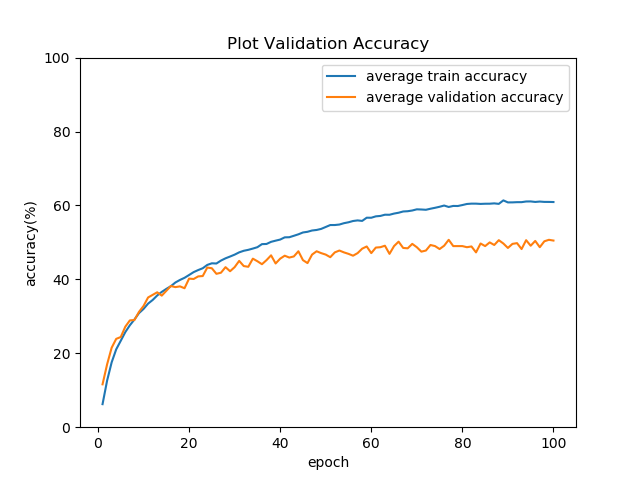 Plot Validation Accuracy
average train accuracy
average validation accuracy
accuracy(%)
100
80
60
40
20
0
0 20 40 60 80 100
epoch